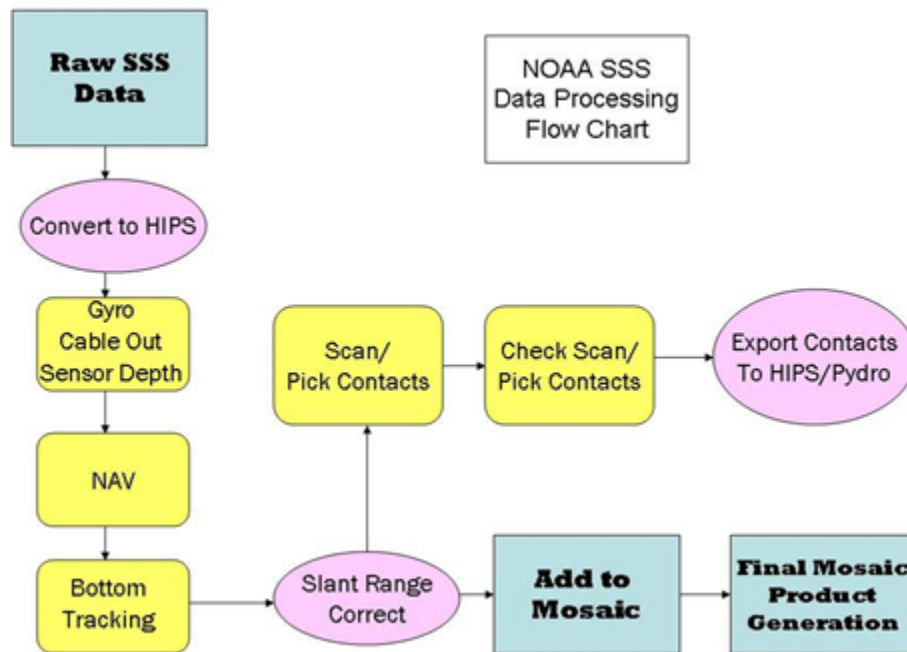 Raw SSS
Data
NOAA SSS
Data Processing
Flow Chart
Convert to HIPS
Gyro
Cable Out
Sensor Depth
Scan/
Pick Contacts
Check Scan/
Pick Contacts
Export Contacts
To HIPS/Pydro
NAV
Bottom
Tracking
Slant Range
Correct
Add to
Mosaic
Final Mosaic
Product
Generation